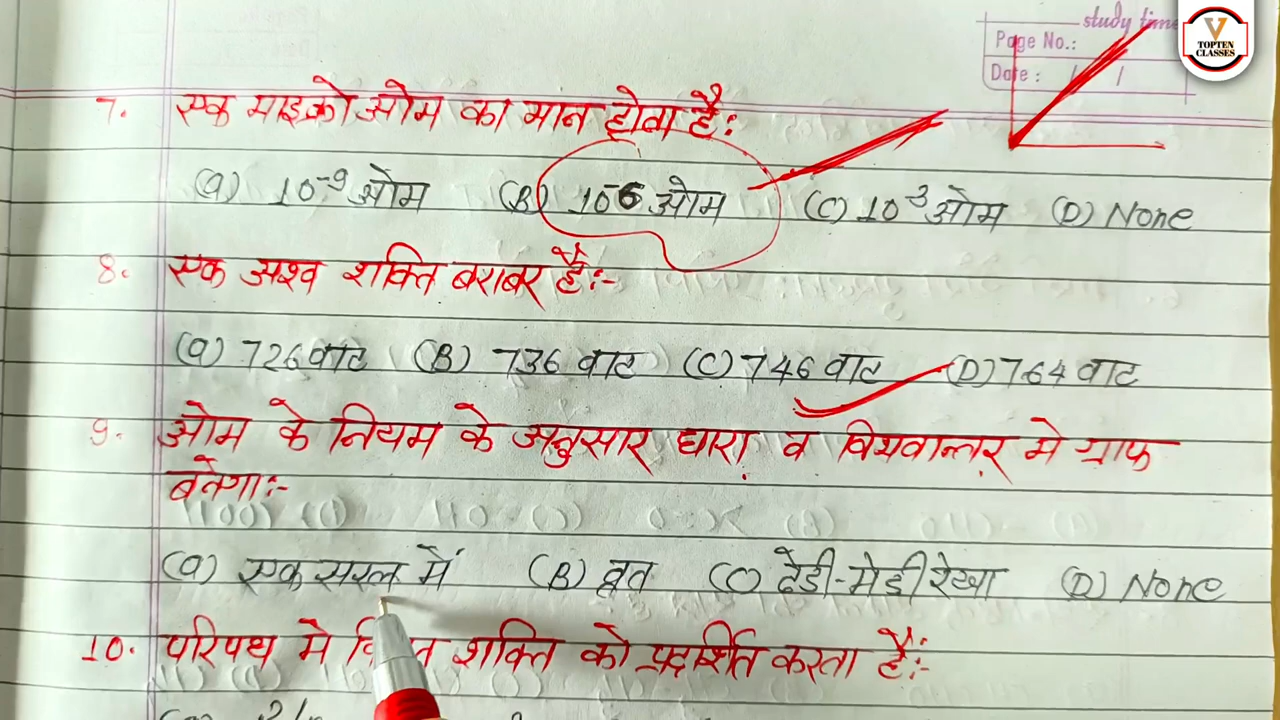 study time
V
TOPTEN
CLASSES
Page No.:
Date : / /
7. एक माइक्रो ओम का मान होता है:
(a) 10⁻⁹ ओम (B) 10-6 ओम (C) 10⁻³ ओम (D) None
8. एक अश्व शक्ति बराबर है:-
(a) 726 वाट (B) 736 वाट (C) 746 वाट (D) 764 वाट
9. ओम के नियम के अनुसार धारा व विभवान्तर मे ग्राफ
बनेगा:-
(a) एक सरल में (B) व्रत (C) टेडी-मेडी रेखा (D) None
10. परिपथ मे शक्ति को प्रदर्शित करता है:-